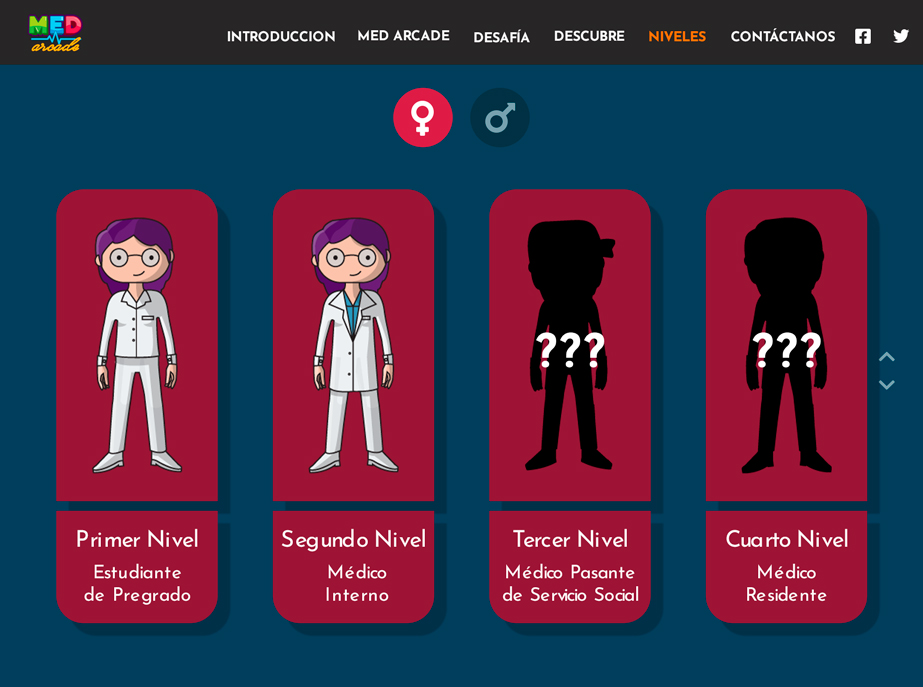 MED
arcade
INTRODUCCION MED ARCADE DESAFÍA DESCUBRE NIVELES CONTÁCTANOS
??? ???
Primer Nivel
Estudiante
de Pregrado
Segundo Nivel
Médico
Interno
Tercer Nivel
Médico Pasante
de Servicio Social
Cuarto Nivel
Médico
Residente